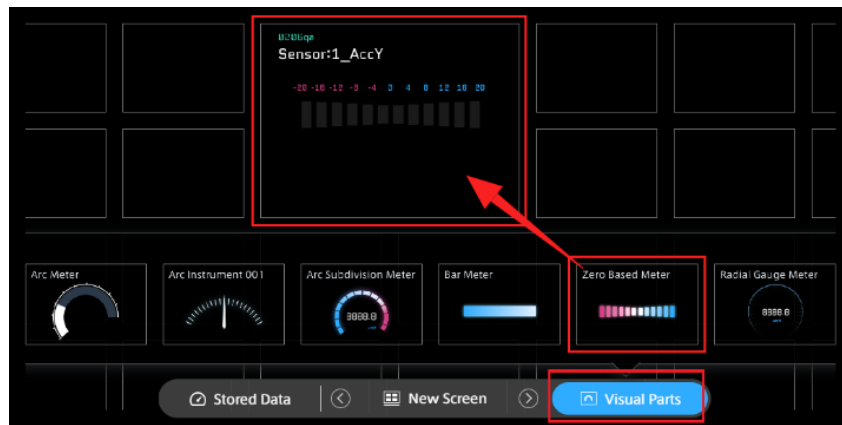 0206qa
Sensor:1_AccY
-20 -16 -12 -8 -4 0 4 8 12 16 20
Arc Meter
Arc Instrument 001
Arc Subdivision Meter
Bar Meter
Zero Based Meter
Radial Gauge Meter
8888.8
8888.8
Stored Data
New Screen
Visual Parts